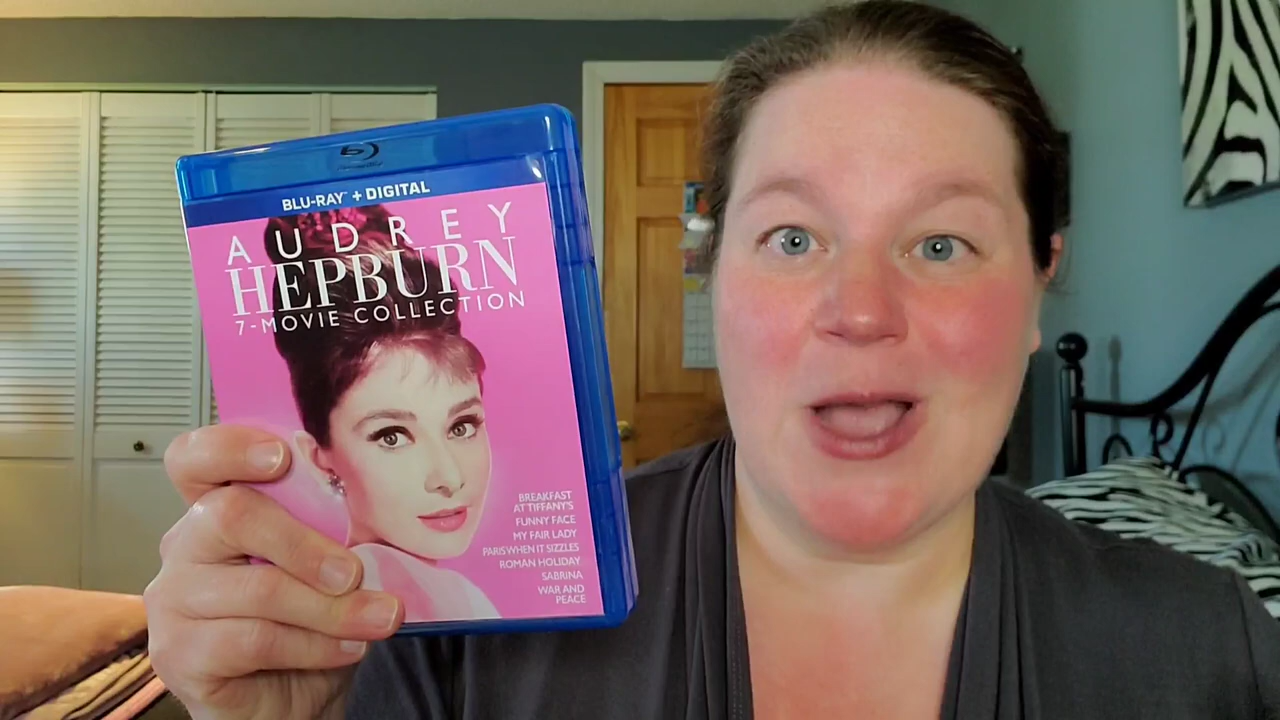 BLU-RAY™ + DIGITAL
AUDREY
HEPBURN
7-MOVIE COLLECTION
BREAKFAST
AT TIFFANY'S
FUNNY FACE
MY FAIR LADY
PARIS WHEN IT SIZZLES
ROMAN HOLIDAY
SABRINA
WAR AND
PEACE